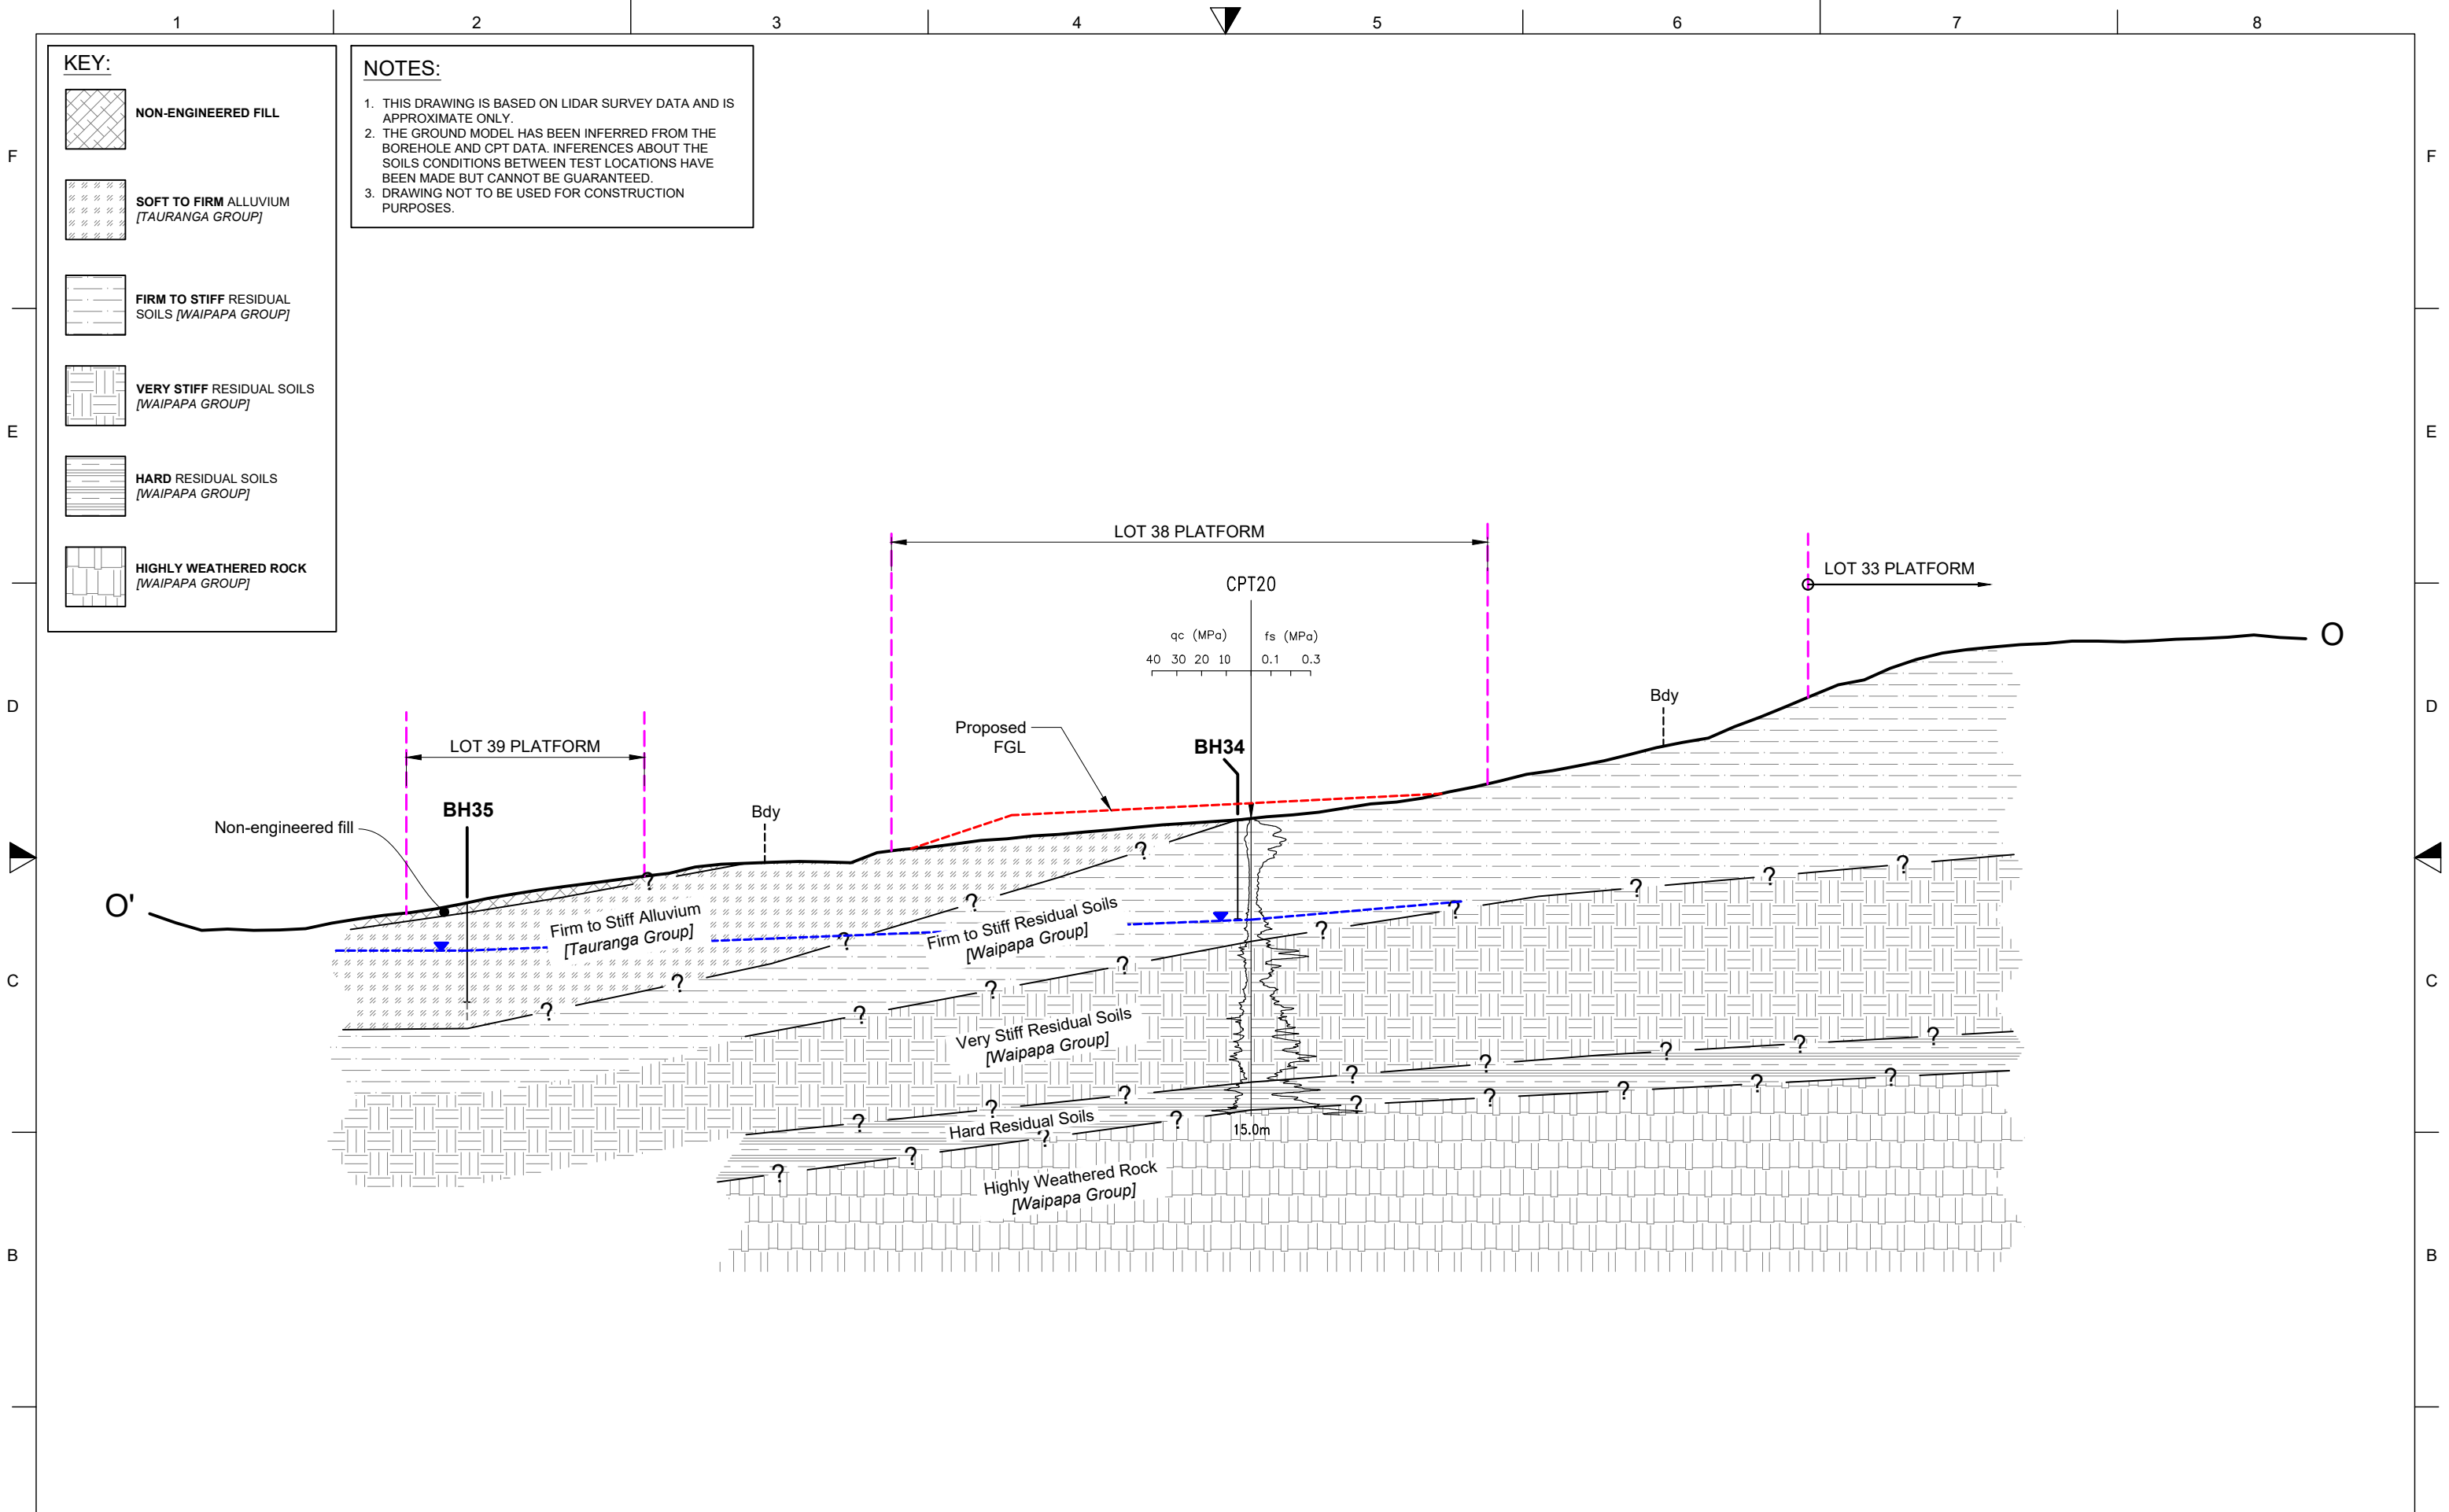 1 2 3 4 5 6 7 8
KEY:
NON-ENGINEERED FILL
SOFT TO FIRM ALLUVIUM
[TAURANGA GROUP]
FIRM TO STIFF RESIDUAL
SOILS [WAIPAPA GROUP]
VERY STIFF RESIDUAL SOILS
[WAIPAPA GROUP]
HARD RESIDUAL SOILS
[WAIPAPA GROUP]
HIGHLY WEATHERED ROCK
[WAIPAPA GROUP]
NOTES:
1. THIS DRAWING IS BASED ON LIDAR SURVEY DATA AND IS
APPROXIMATE ONLY.
2. THE GROUND MODEL HAS BEEN INFERRED FROM THE
BOREHOLE AND CPT DATA. INFERENCES ABOUT THE
SOILS CONDITIONS BETWEEN TEST LOCATIONS HAVE
BEEN MADE BUT CANNOT BE GUARANTEED.
3. DRAWING NOT TO BE USED FOR CONSTRUCTION
PURPOSES.
F F
E E
D D
C C
B B
LOT 38 PLATFORM
LOT 33 PLATFORM
CPT20
qc (MPa) fs (MPa)
40 30 20 10 0.1 0.3
O
Bdy
Proposed
FGL
BH34
LOT 39 PLATFORM
BH35
Bdy
Non-engineered fill
O'
Firm to Stiff Alluvium
[Tauranga Group]
Firm to Stiff Residual Soils
[Waipapa Group]
Very Stiff Residual Soils
[Waipapa Group]
Hard Residual Soils
15.0m
Highly Weathered Rock
[Waipapa Group]
? ? ? ? ? ? ?
? ? ? ? ? ? ? ? ?
? ? ? ? ? ? ? ? ?
? ? ? ? ? ? ? ? ?